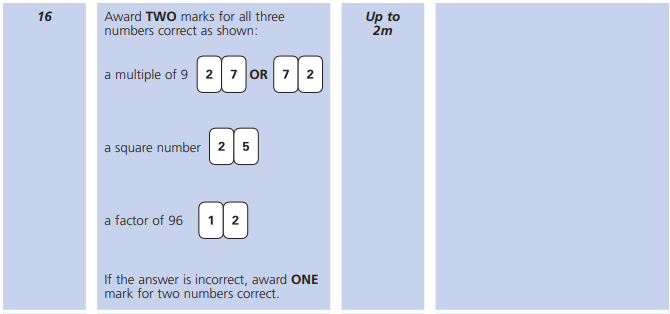 16
Award TWO marks for all three
numbers correct as shown:
Up to
2m
a multiple of 9 2 7 OR 7 2
a square number 2 5
a factor of 96 1 2
If the answer is incorrect, award ONE
mark for two numbers correct.